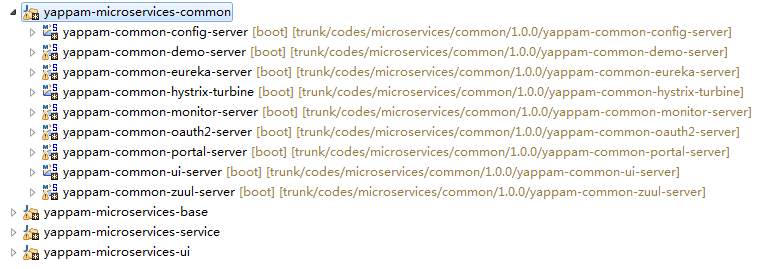 yappam-microservices-common
yappam-common-config-server [boot] [trunk/codes/microservices/common/1.0.0/yappam-common-config-server]
yappam-common-demo-server [boot] [trunk/codes/microservices/common/1.0.0/yappam-common-demo-server]
yappam-common-eureka-server [boot] [trunk/codes/microservices/common/1.0.0/yappam-common-eureka-server]
yappam-common-hystrix-turbine [boot] [trunk/codes/microservices/common/1.0.0/yappam-common-hystrix-turbine]
yappam-common-monitor-server [boot] [trunk/codes/microservices/common/1.0.0/yappam-common-monitor-server]
yappam-common-oauth2-server [boot] [trunk/codes/microservices/common/1.0.0/yappam-common-oauth2-server]
yappam-common-portal-server [boot] [trunk/codes/microservices/common/1.0.0/yappam-common-portal-server]
yappam-common-ui-server [boot] [trunk/codes/microservices/common/1.0.0/yappam-common-ui-server]
yappam-common-zuul-server [boot] [trunk/codes/microservices/common/1.0.0/yappam-common-zuul-server]
yappam-microservices-base
yappam-microservices-service
yappam-microservices-ui